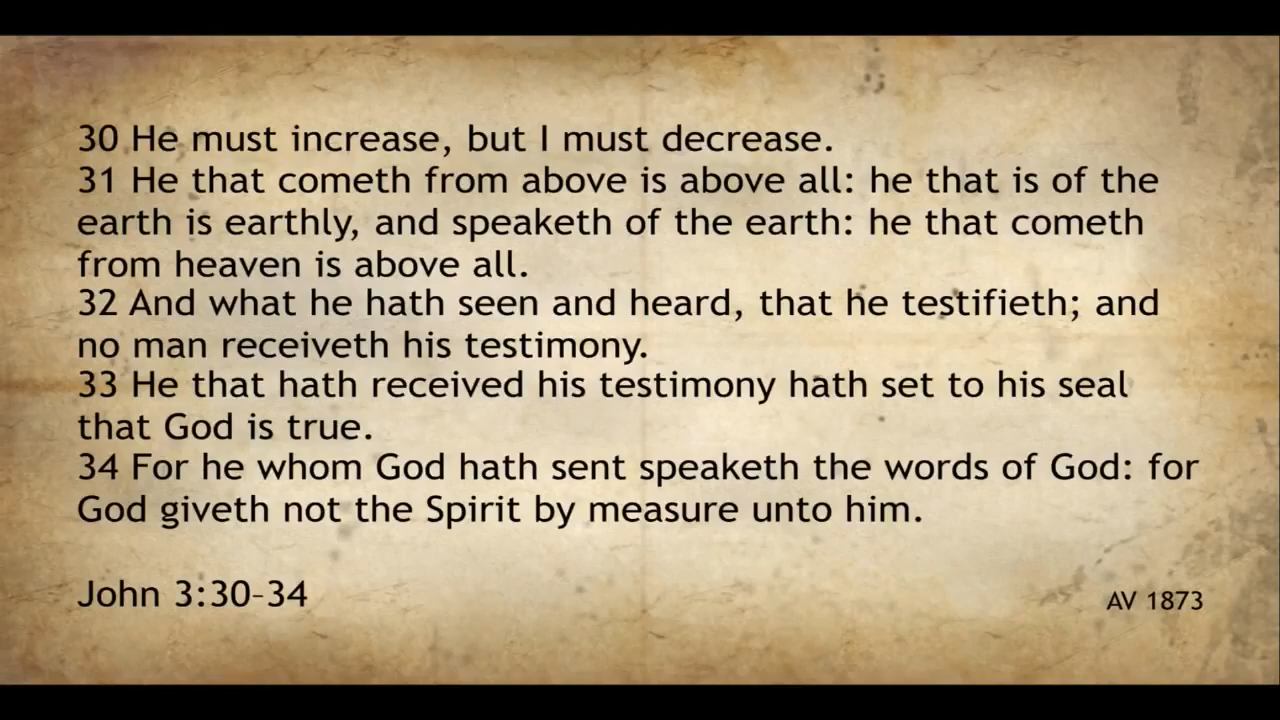 30 He must increase, but I must decrease.
31 He that cometh from above is above all: he that is of the
earth is earthly, and speaketh of the earth: he that cometh
from heaven is above all.
32 And what he hath seen and heard, that he testifieth; and
no man receiveth his testimony.
33 He that hath received his testimony hath set to his seal
that God is true.
34 For he whom God hath sent speaketh the words of God: for
God giveth not the Spirit by measure unto him.
John 3:30–34
AV 1873